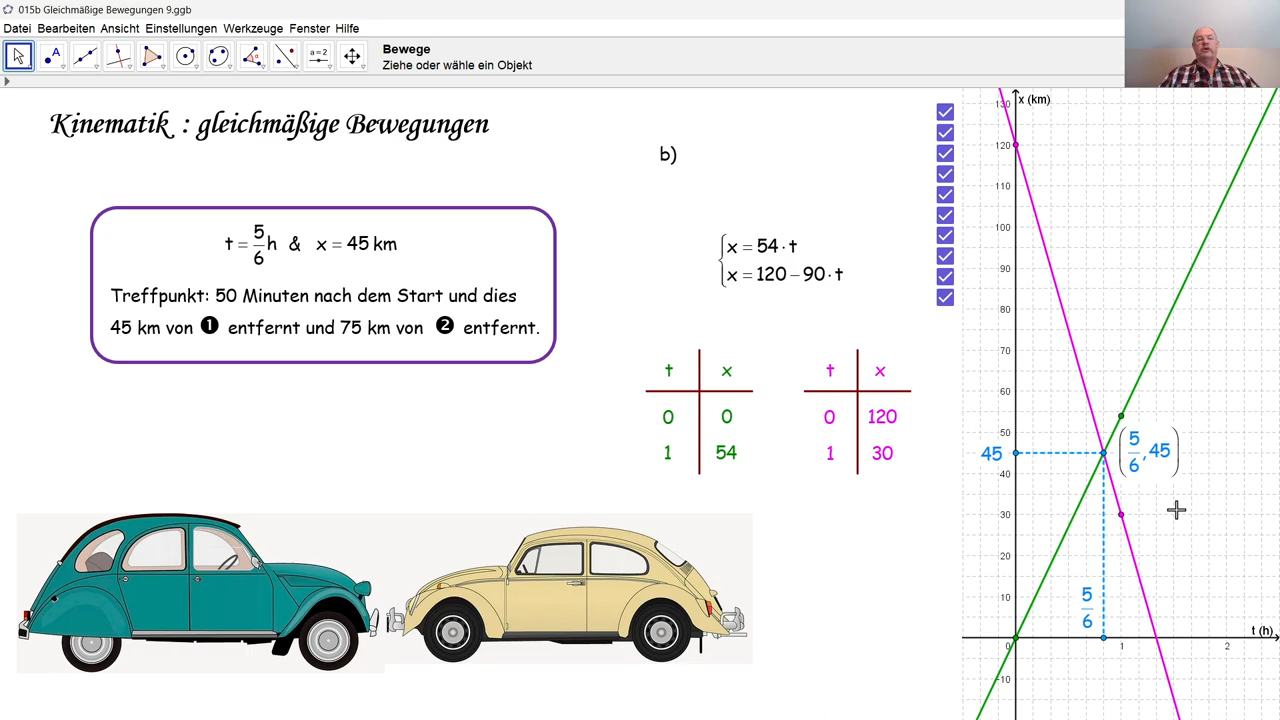 015b Gleichmäßige Bewegungen 9.ggb
Datei Bearbeiten Ansicht Einstellungen Werkzeuge Fenster Hilfe
A
a=2
Bewege
Ziehe oder wähle ein Objekt
Kinematik : gleichmäßige Bewegungen
t = 5/6 h & x = 45 km
Treffpunkt: 50 Minuten nach dem Start und dies
45 km von ❶ entfernt und 75 km von ❷ entfernt.
b)
{x = 54 · t
x = 120 – 90 · t
t x
0 0
1 54
t x
0 120
1 30
x (km)
130
120
110
100
90
80
70
60
50
45
40
30
20
10
0
-10
(5/6, 45)
5/6
1 2
t (h)